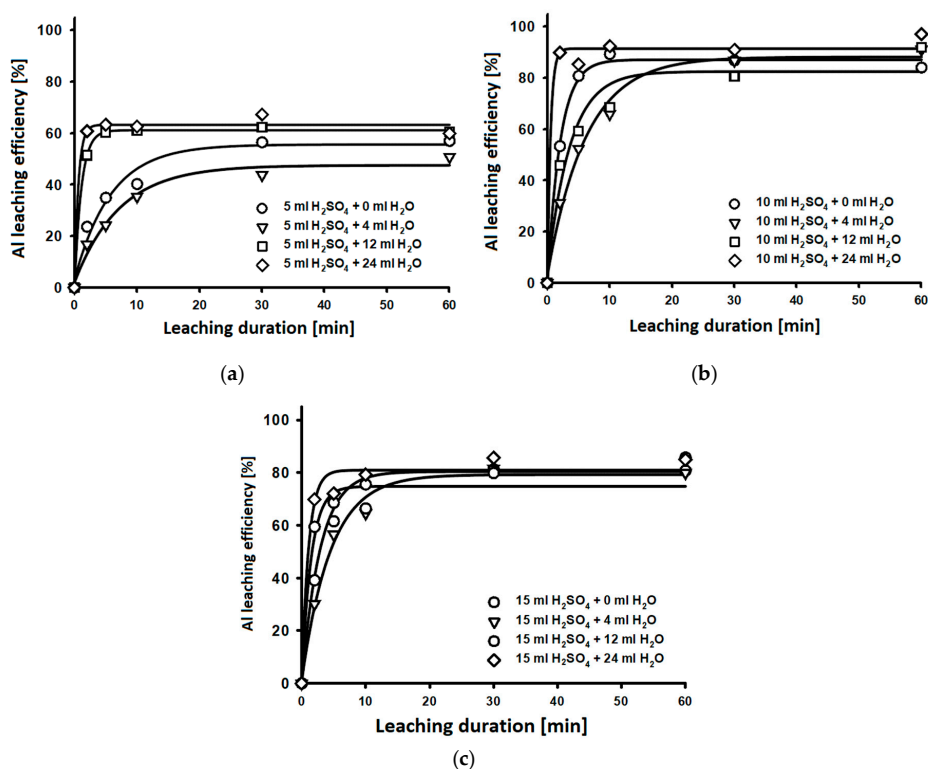 100
80
60
40
20
0
Al leaching efficiency [%]
5 ml H₂SO₄ + 0 ml H₂O
5 ml H₂SO₄ + 4 ml H₂O
5 ml H₂SO₄ + 12 ml H₂O
5 ml H₂SO₄ + 24 ml H₂O
0 10 20 30 40 50 60
Leaching duration [min]
(a)
100
80
60
40
20
0
Al leaching efficiency [%]
10 ml H₂SO₄ + 0 ml H₂O
10 ml H₂SO₄ + 4 ml H₂O
10 ml H₂SO₄ + 12 ml H₂O
10 ml H₂SO₄ + 24 ml H₂O
0 10 20 30 40 50 60
Leaching duration [min]
(b)
100
80
60
40
20
0
Al leaching efficiency [%]
15 ml H₂SO₄ + 0 ml H₂O
15 ml H₂SO₄ + 4 ml H₂O
15 ml H₂SO₄ + 12 ml H₂O
15 ml H₂SO₄ + 24 ml H₂O
0 10 20 30 40 50 60
Leaching duration [min]
(c)